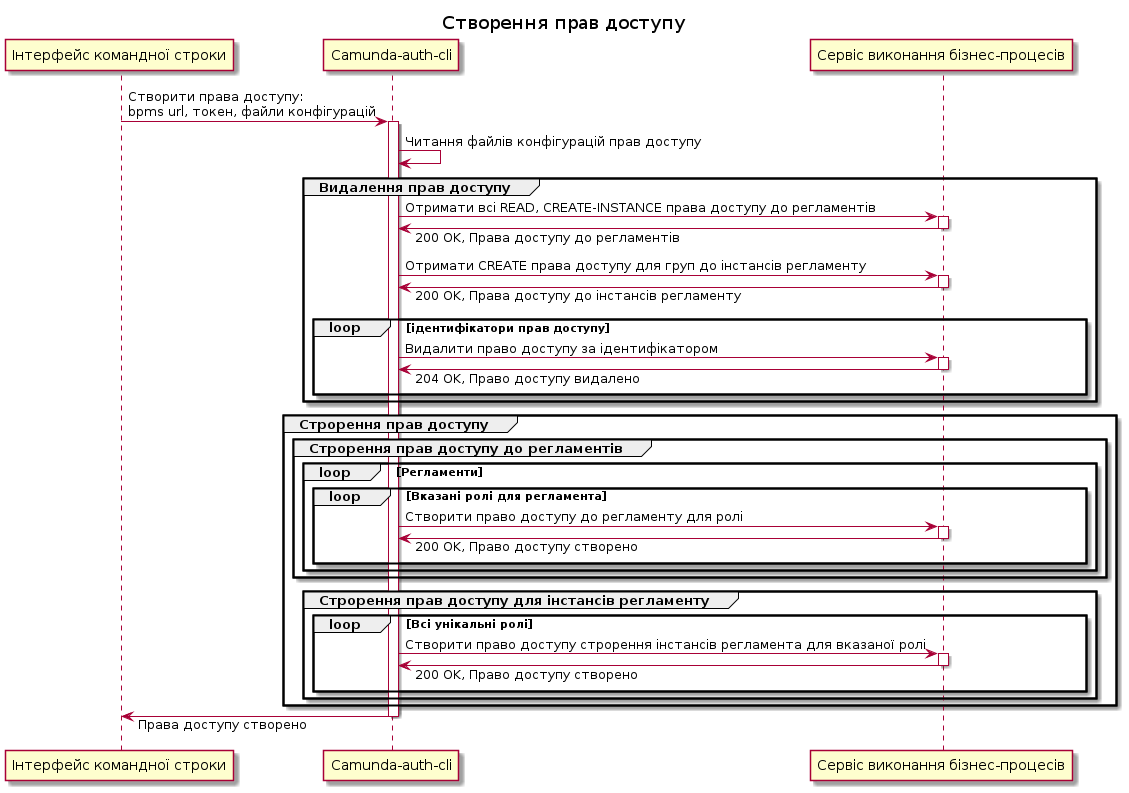 Створення прав доступу
Інтерфейс командної строки
Camunda-auth-cli
Сервіс виконання бізнес-процесів
Створити права доступу:
bpms url, токен, файли конфігурацій
Читання файлів конфігурацій прав доступу
Видалення прав доступу
Отримати всі READ, CREATE-INSTANCE права доступу до регламентів
200 OK, Права доступу до регламентів
Отримати CREATE права доступу для груп до інстансів регламенту
200 OK, Права доступу до інстансів регламенту
loop [ідентифікатори прав доступу]
Видалити право доступу за ідентифікатором
204 OK, Право доступу видалено
Строрення прав доступу
Строрення прав доступу до регламентів
loop [Регламенти]
loop [Вказані ролі для регламента]
Створити право доступу до регламенту для ролі
200 OK, Право доступу створено
Строрення прав доступу для інстансів регламенту
loop [Всі унікальні ролі]
Створити право доступу строрення інстансів регламента для вказаної ролі
200 OK, Право доступу створено
Права доступу створено
Інтерфейс командної строки
Camunda-auth-cli
Сервіс виконання бізнес-процесів